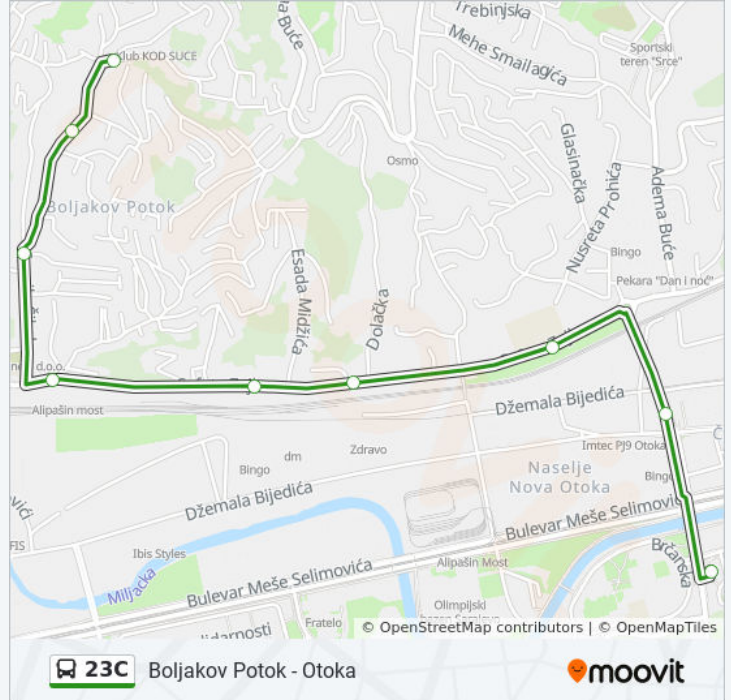 Trebinjska
Buće
Mehe Smailagića
Sportski
teren "Srce"
Klub KOD SUCE
Osmo
Glasinačka
Nusreta Prohića
Adema Buće
Boljakov Potok
Bingo
Pekara "Dan i noć"
Esada Midžića
Dolačka
d.o.o.
Alipašin most
Džemala Bijedića
Zdravo
dm
Bingo
Imtec PJ9 Otoka
Naselje
Nova Otoka
Bingo
Džemala Bijedića
FIS
Ibis Styles
Miljacka
Bulevar Meše Selimovića
Bulevar Meše Selimovića
Brčanska
Alipašin Most
Olimpijski
bazen
Fratelo
© OpenStreetMap contributors | © OpenMapTiles
23C Boljakov Potok - Otoka
moovit